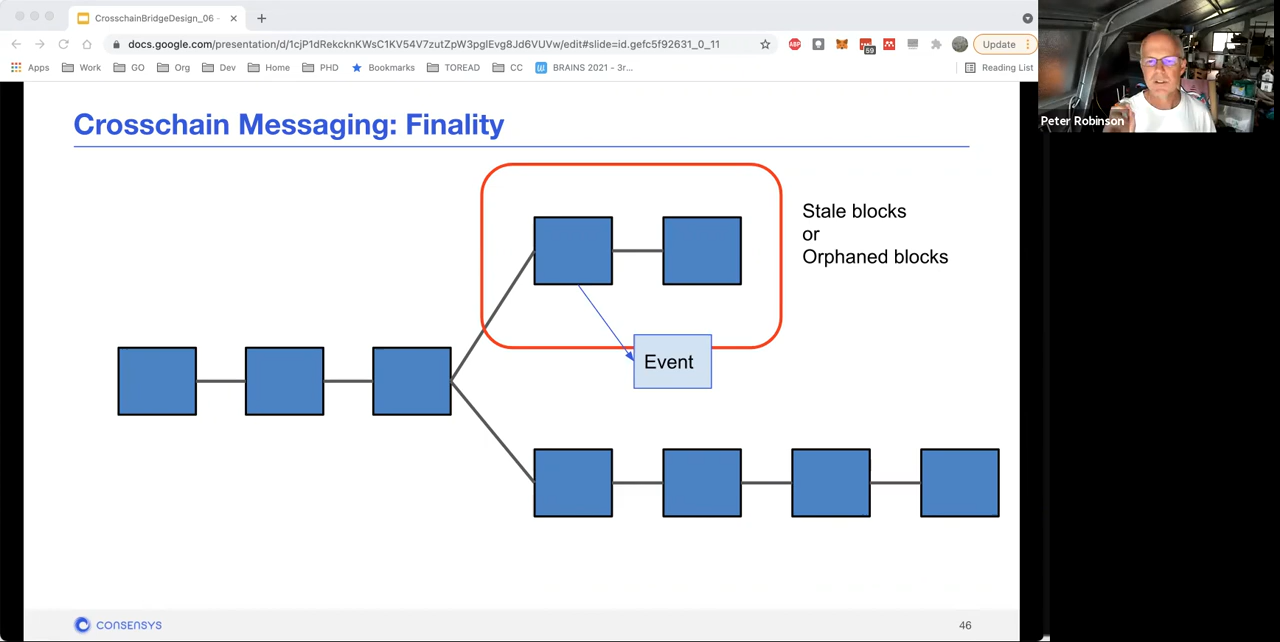 CrosschainBridgeDesign_06 -
docs.google.com/presentation/d/1cjP1dRekcknKWsC1KV54V7zutZpW3pglEvg8Jd6VUVw/edit#slide=id.gefc5f92631_0_11
ABP
59
Update
Apps
Work
GO
Org
Dev
Home
PHD
Bookmarks
TOREAD
CC
BRAINS 2021 - 3r...
Reading List
Peter Robinson
Crosschain Messaging: Finality
Stale blocks
or
Orphaned blocks
Event
CONSENSYS
46